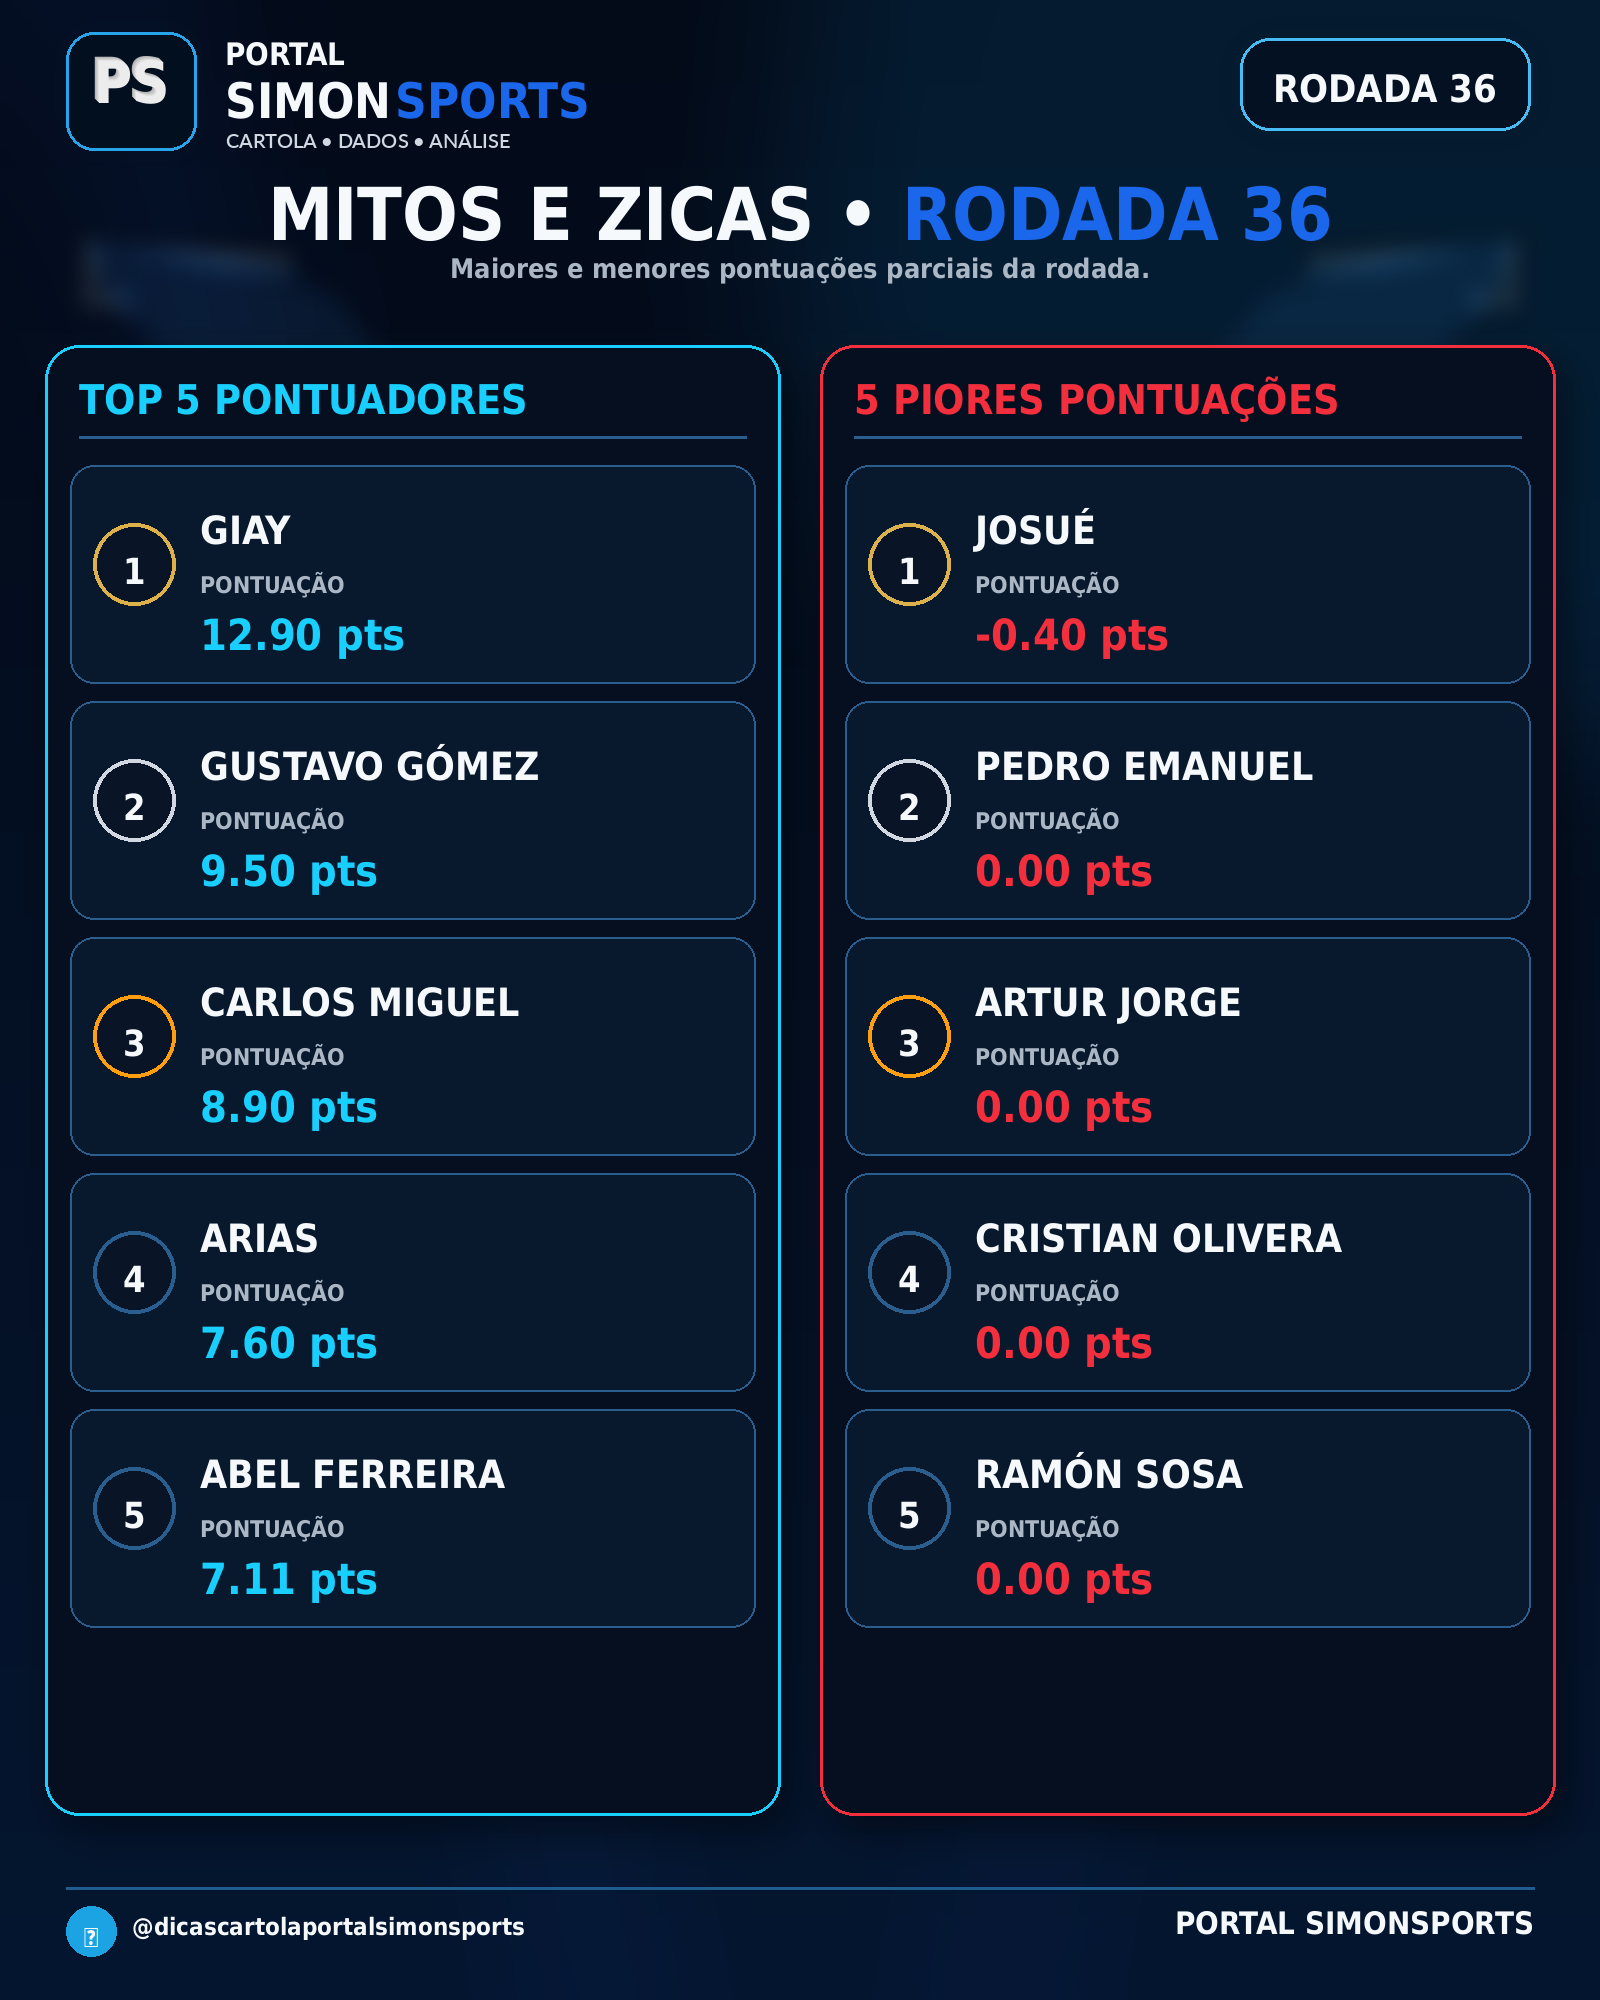 PS
PORTAL
SIMONSPORTS
CARTOLA • DADOS • ANÁLISE
RODADA 36
MITOS E ZICAS • RODADA 36
Maiores e menores pontuações parciais da rodada.
TOP 5 PONTUADORES
1
GIAY
PONTUAÇÃO
12.90 pts
2
GUSTAVO GÓMEZ
PONTUAÇÃO
9.50 pts
3
CARLOS MIGUEL
PONTUAÇÃO
8.90 pts
4
ARIAS
PONTUAÇÃO
7.60 pts
5
ABEL FERREIRA
PONTUAÇÃO
7.11 pts
5 PIORES PONTUAÇÕES
1
JOSUÉ
PONTUAÇÃO
-0.40 pts
2
PEDRO EMANUEL
PONTUAÇÃO
0.00 pts
3
ARTUR JORGE
PONTUAÇÃO
0.00 pts
4
CRISTIAN OLIVERA
PONTUAÇÃO
0.00 pts
5
RAMÓN SOSA
PONTUAÇÃO
0.00 pts
@dicascartolaportalsimonsports
PORTAL SIMONSPORTS